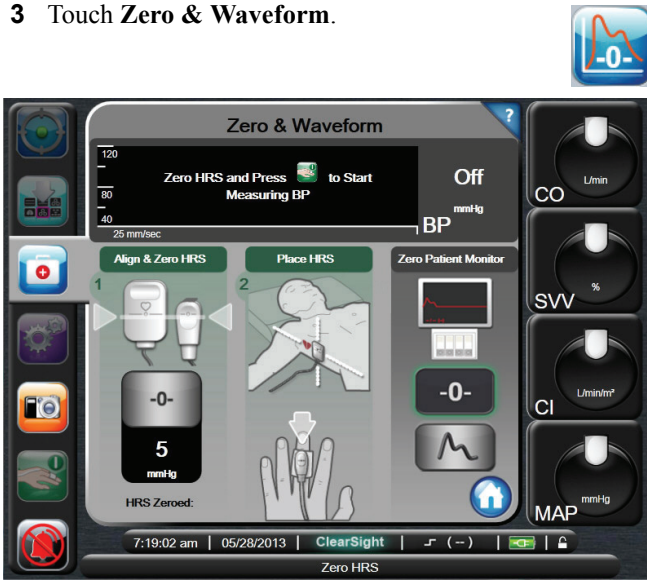 3 Touch Zero & Waveform.
-0-
Zero & Waveform
?
120
80
40
Zero HRS and Press to Start
Measuring BP
25 mm/sec
Off
mmHg
BP
Align & Zero HRS
1
-0-
5
mmHg
HRS Zeroed:
Place HRS
2
Zero Patient Monitor
-0-
L/min
CO
%
SVV
L/min/m²
CI
mmHg
MAP
7:19:02 am | 05/28/2013 | ClearSight | (--) | |
Zero HRS